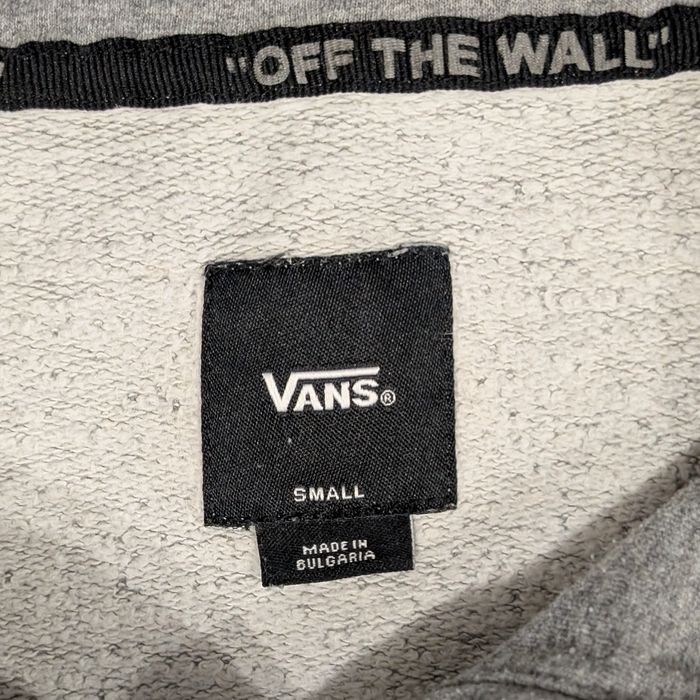 "OFF THE WALL"
VANS®
SMALL
MADE IN
BULGARIA